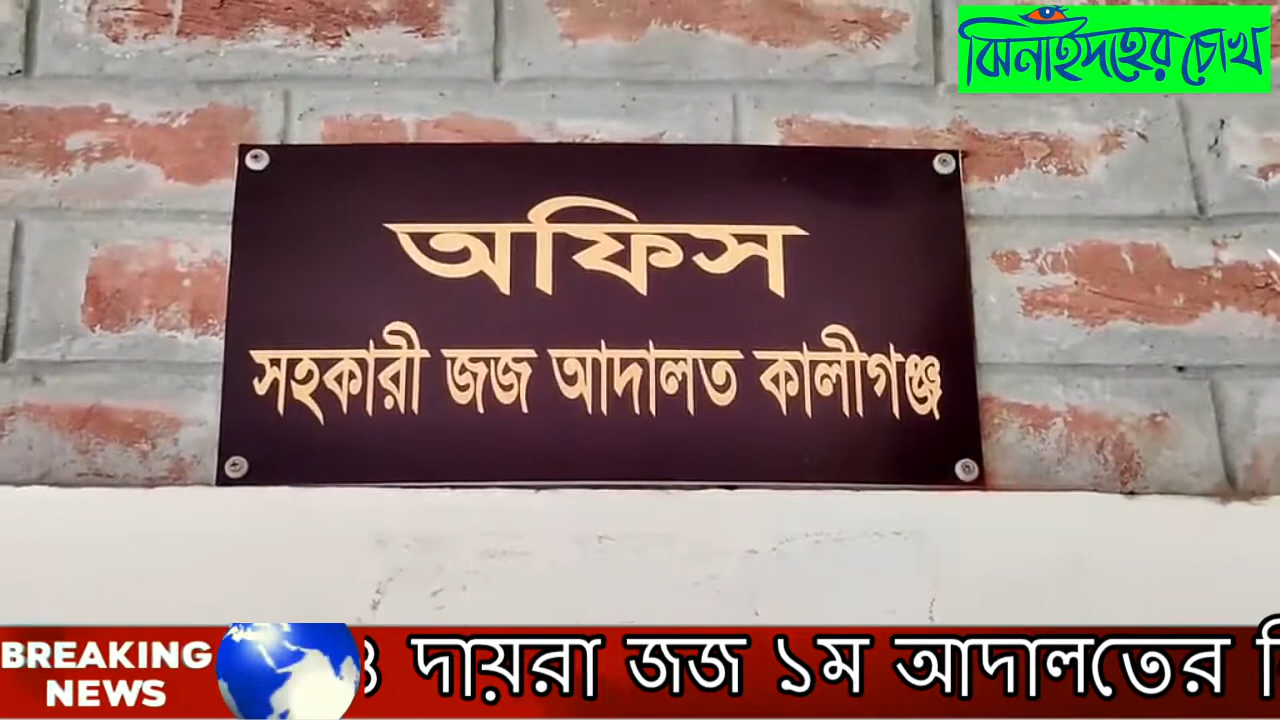 ঝিনাইদহের চোখ
অফিস
সহকারী জজ আদালত কালীগঞ্জ
BREAKING
NEWS
ও দায়রা জজ ১ম আদালতের